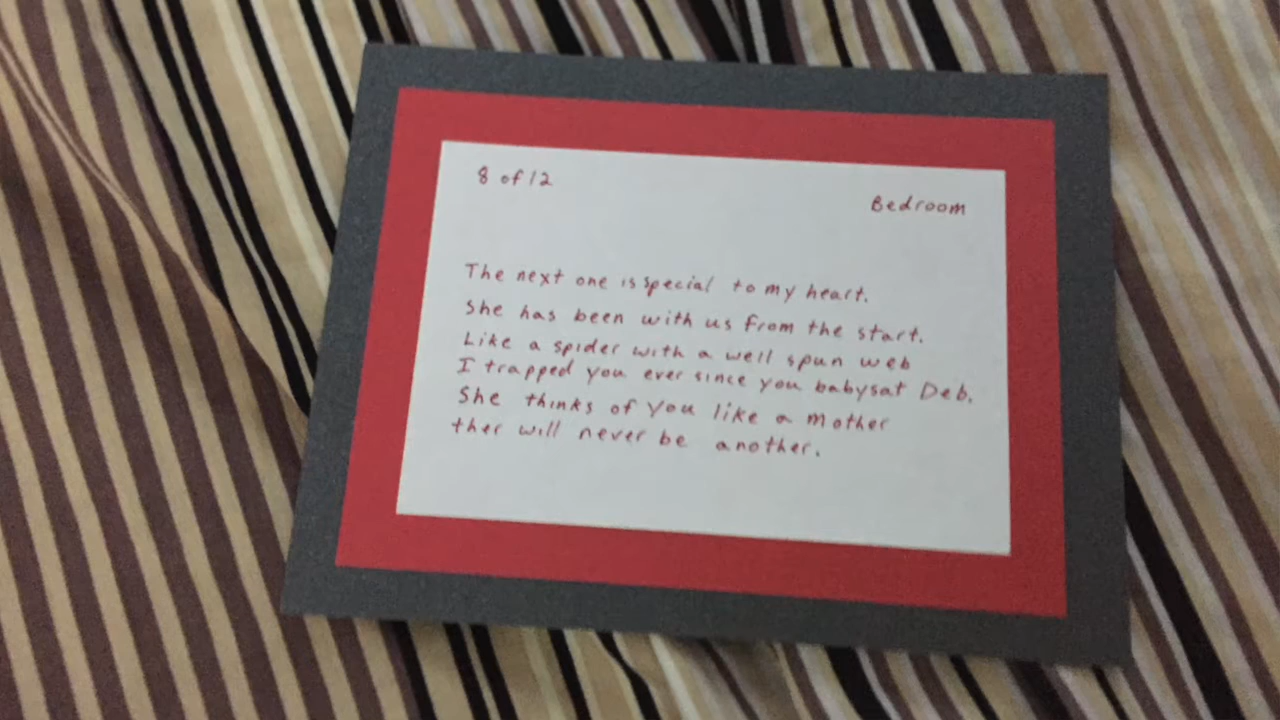 8 of 12
Bedroom
The next one is special to my heart.
She has been with us from the start.
Like a spider with a well spun web
I trapped you ever since you babysat Deb.
She thinks of you like a mother
ther will never be another.